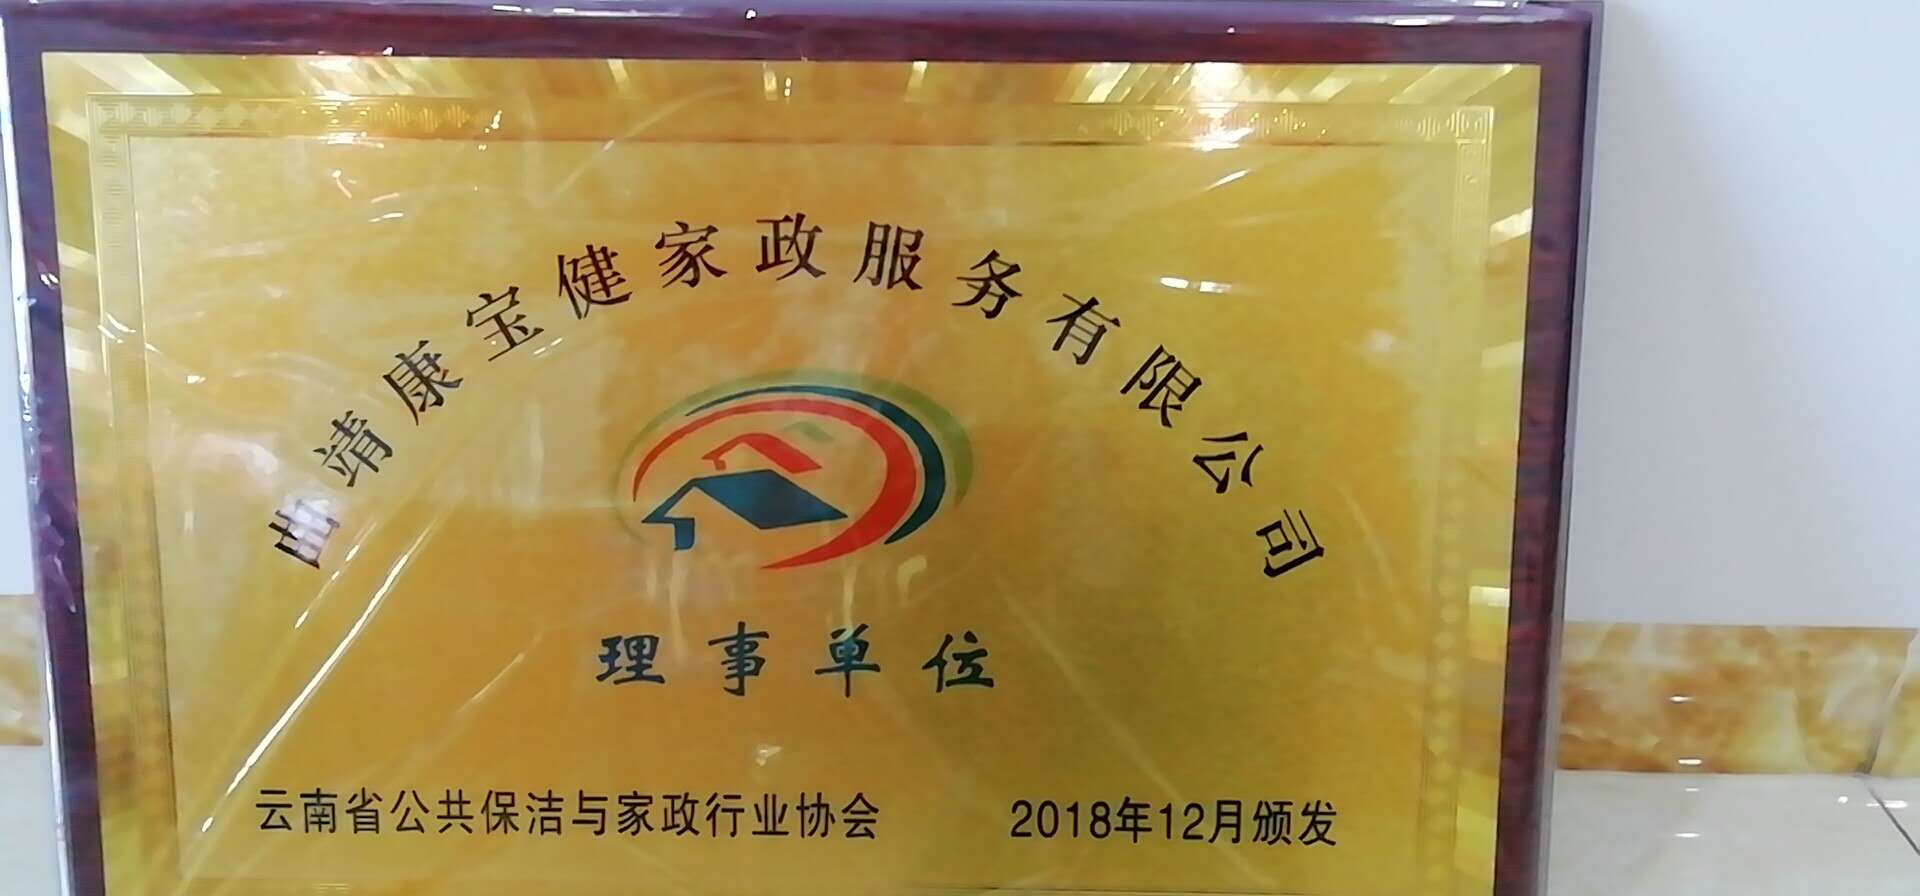 曲靖康宝健家政服务有限公司
理事单位
云南省公共保洁与家政行业协会 2018年12月颁发